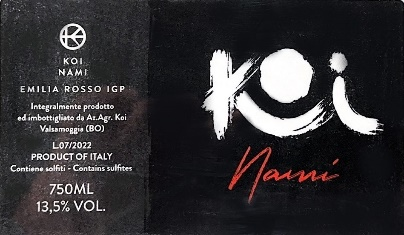 KOI
NAMI
EMILIA ROSSO IGP
Integralmente prodotto
ed imbottigliato da Az.Agr. Koi
Valsamoggia (BO)
L.07/2022
PRODUCT OF ITALY
Contiene solfiti - Contains sulfites
750ML
13,5% VOL.
Koi
Nami